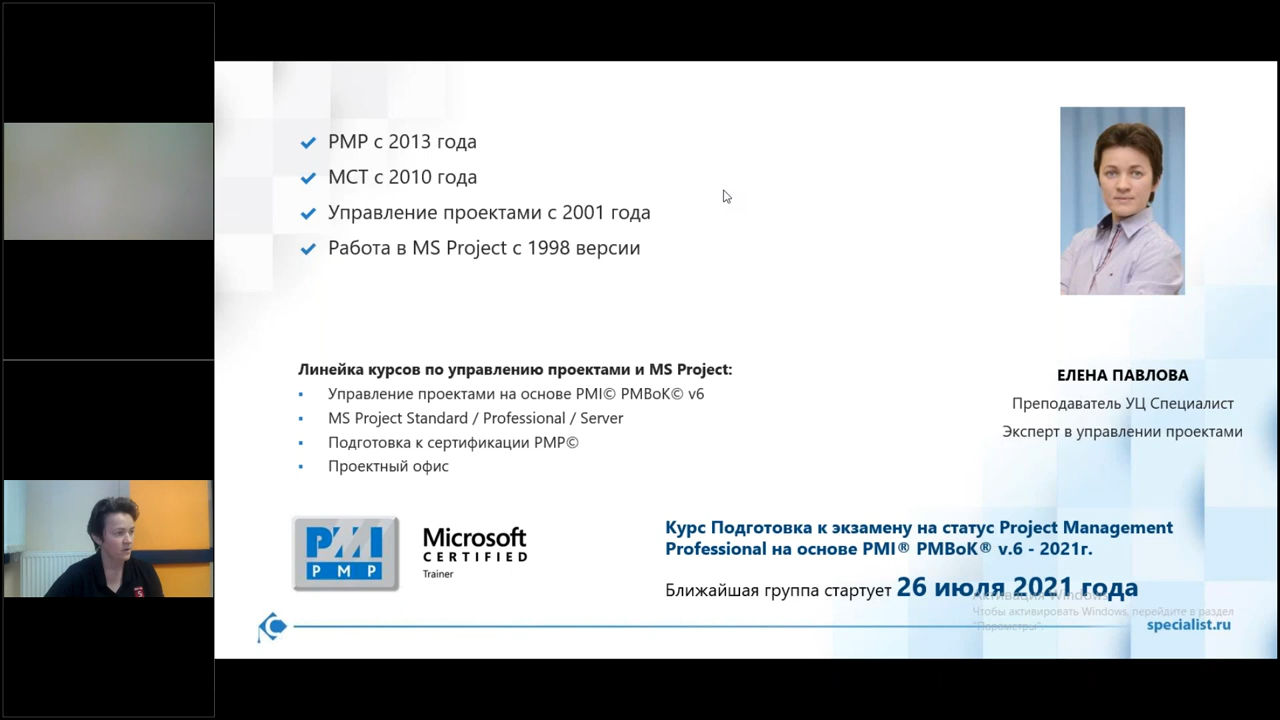 PMP с 2013 года
MCT с 2010 года
Управление проектами с 2001 года
Работа в MS Project с 1998 версии
Линейка курсов по управлению проектами и MS Project:
Управление проектами на основе PMI© PMBoK© v6
MS Project Standard / Professional / Server
Подготовка к сертификации PMP©
Проектный офис
ЕЛЕНА ПАВЛОВА
Преподаватель УЦ Специалист
Эксперт в управлении проектами
PMI
PMP
Microsoft
CERTIFIED
Trainer
Курс Подготовка к экзамену на статус Project Management
Professional на основе PMI® PMBoK® v.6 - 2021г.
Ближайшая группа стартует 26 июля 2021 года
Активация Windows
Чтобы активировать Windows, перейдите в раздел
"Параметры".
specialist.ru